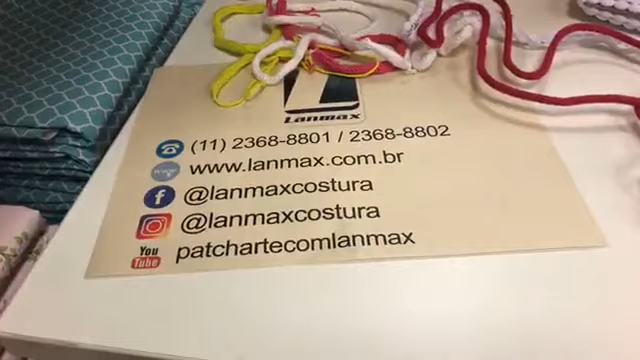 Lanmax
(11) 2368-8801 / 2368-8802
www.lanmax.com.br
@lanmaxcostura
@lanmaxcostura
You Tube patchartecomlanmax